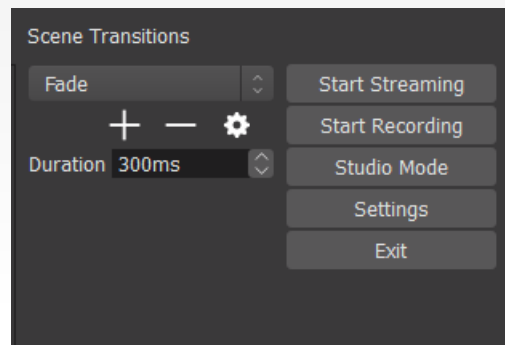 Scene Transitions
Fade
Duration 300ms
Start Streaming
Start Recording
Studio Mode
Settings
Exit